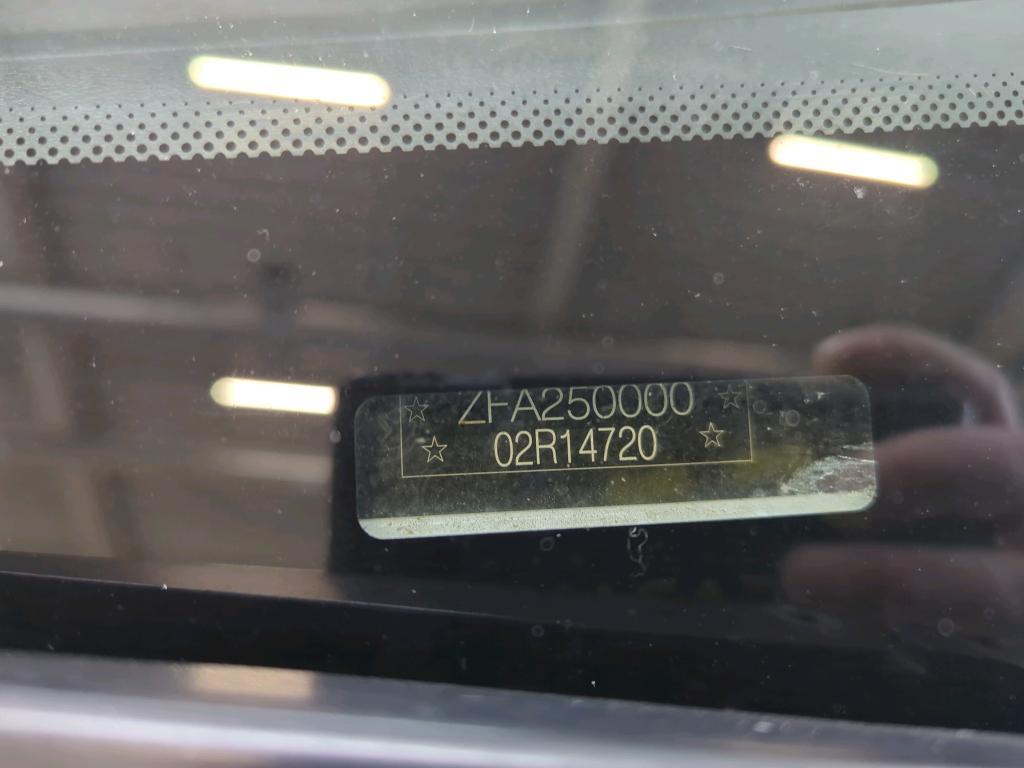 ☆ ZFA250000 ☆
☆ 02R14720 ☆